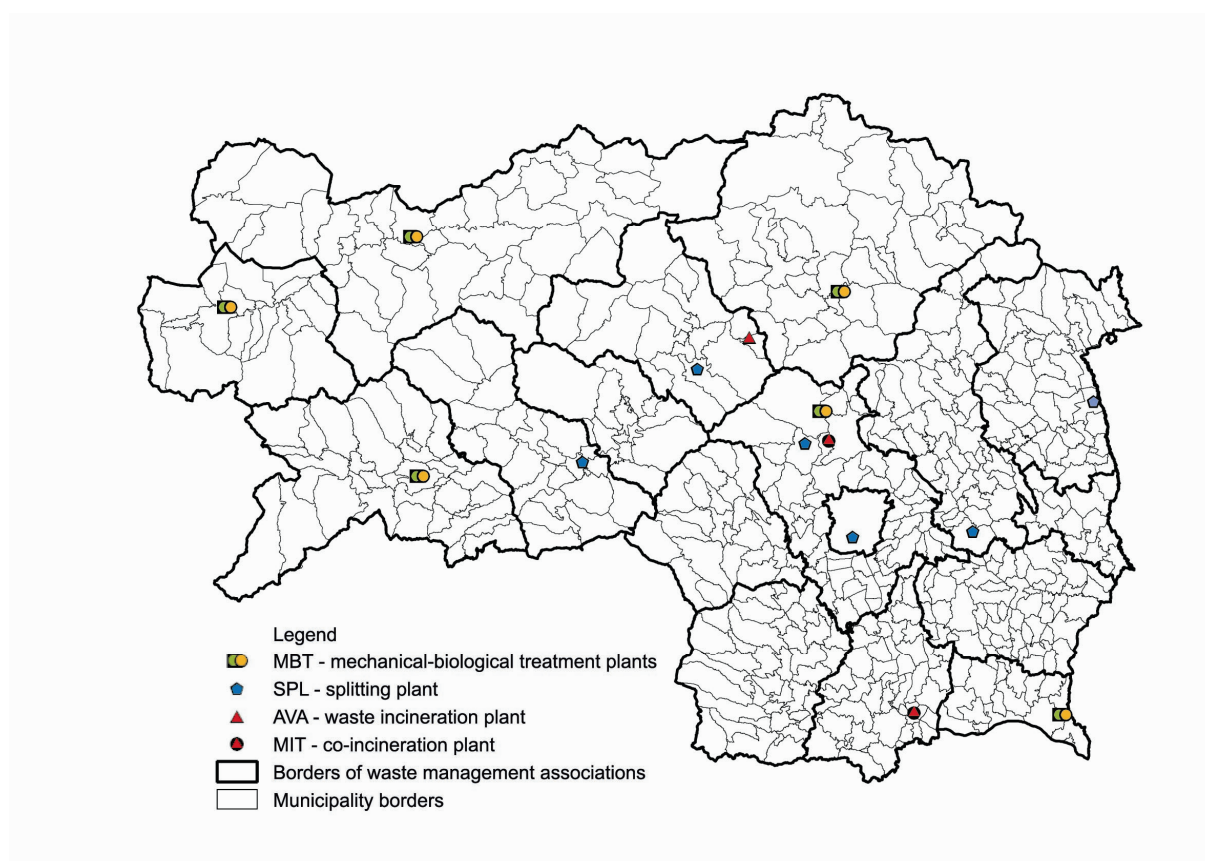 Legend
MBT - mechanical-biological treatment plants
SPL - splitting plant
AVA - waste incineration plant
MIT - co-incineration plant
Borders of waste management associations
Municipality borders